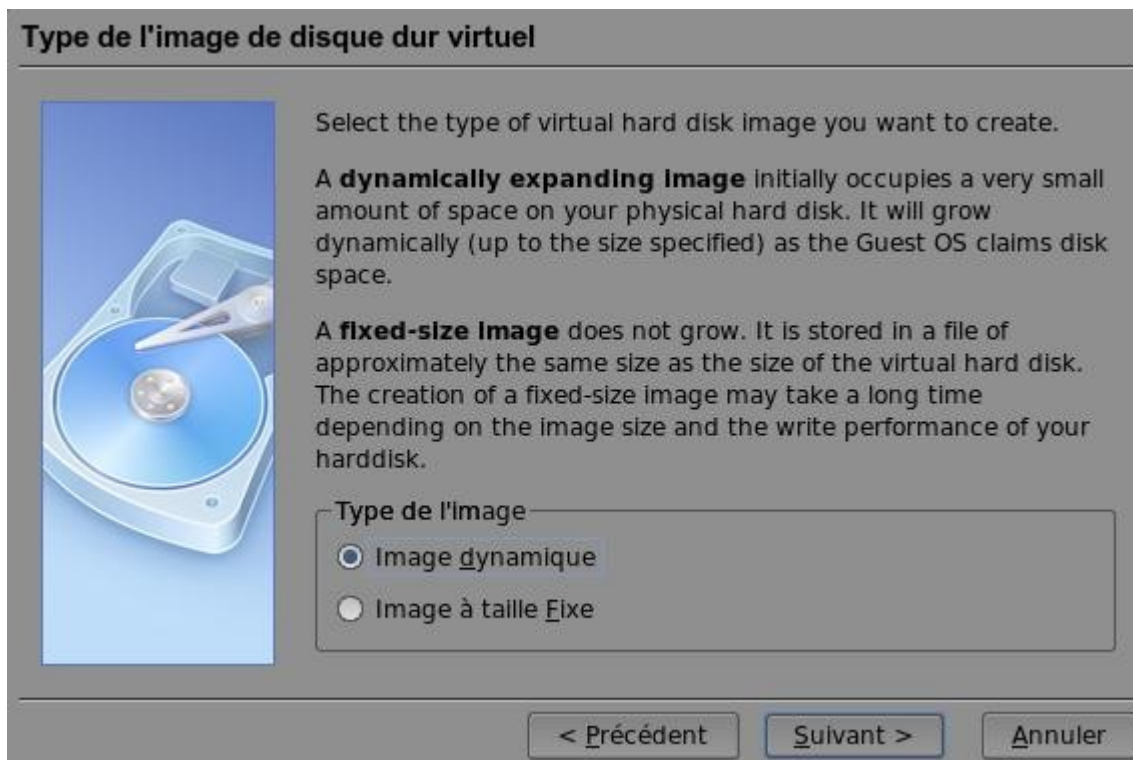 Type de l'image de disque dur virtuel
Select the type of virtual hard disk image you want to create.
A dynamically expanding image initially occupies a very small
amount of space on your physical hard disk. It will grow
dynamically (up to the size specified) as the Guest OS claims disk
space.
A fixed-size image does not grow. It is stored in a file of
approximately the same size as the size of the virtual hard disk.
The creation of a fixed-size image may take a long time
depending on the image size and the write performance of your
harddisk.
Type de l'image
Image dynamique
Image à taille Fixe
< Précédent
Suivant >
Annuler